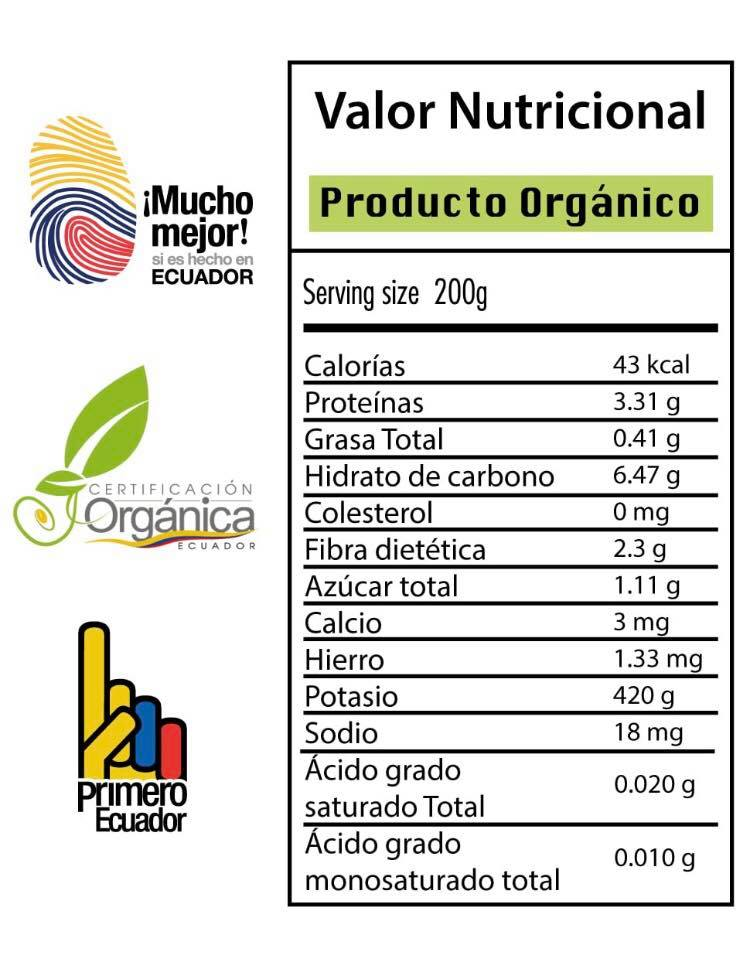 Valor Nutricional
Producto Orgánico
Serving size 200g
Calorías 43 kcal
Proteínas 3.31 g
Grasa Total 0.41 g
Hidrato de carbono 6.47 g
Colesterol 0 mg
Fibra dietética 2.3 g
Azúcar total 1.11 g
Calcio 3 mg
Hierro 1.33 mg
Potasio 420 g
Sodio 18 mg
Ácido grado
saturado Total 0.020 g
Ácido grado
monosaturado total 0.010 g
¡Mucho
mejor!
si es hecho en
ECUADOR
CERTIFICACIÓN
Orgánica
ECUADOR
Primero
Ecuador